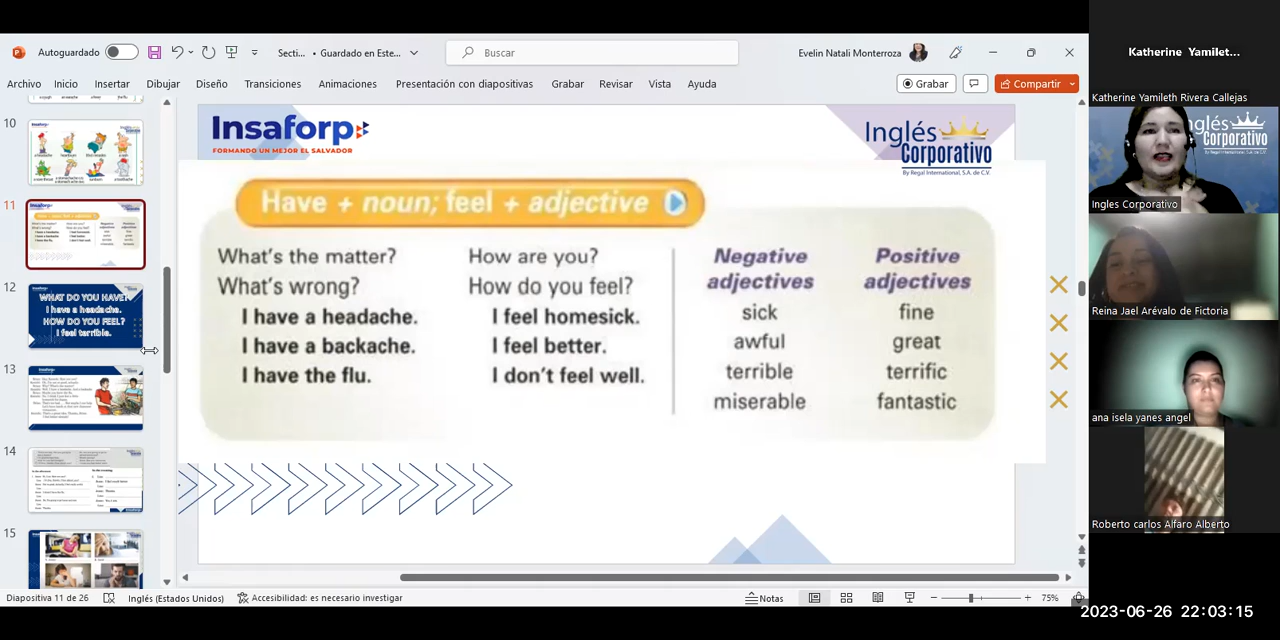 Autoguardado
Secti... • Guardado en Este...
Buscar
Evelin Natali Monterroza
Archivo Inicio Insertar Dibujar Diseño Transiciones Animaciones Presentación con diapositivas Grabar Revisar Vista Ayuda
Grabar
Compartir
10
11
12
WHAT DO YOU HAVE?
I have a headache.
HOW DO YOU FEEL?
I feel terrible.
13
14
15
Insaforp
FORMANDO UN MEJOR EL SALVADOR
Inglés
Corporativo
By Regal International, S.A. de C.V.
Have + noun; feel + adjective
What's the matter?
What's wrong?
I have a headache.
I have a backache.
I have the flu.
How are you?
How do you feel?
I feel homesick.
I feel better.
I don't feel well.
Negative
adjectives
sick
awful
terrible
miserable
Positive
adjectives
fine
great
terrific
fantastic
Diapositiva 11 de 26
Inglés (Estados Unidos)
Accesibilidad: es necesario investigar
Notas
75%
Katherine Yamilet...
Katherine Yamileth Rivera Callejas
Inglés
Corporativo
Ingles Corporativo
Reina Jael Arévalo de Fictoria
ana isela yanes angel
Roberto carlos Alfaro Alberto
2023-06-26 22:03:15